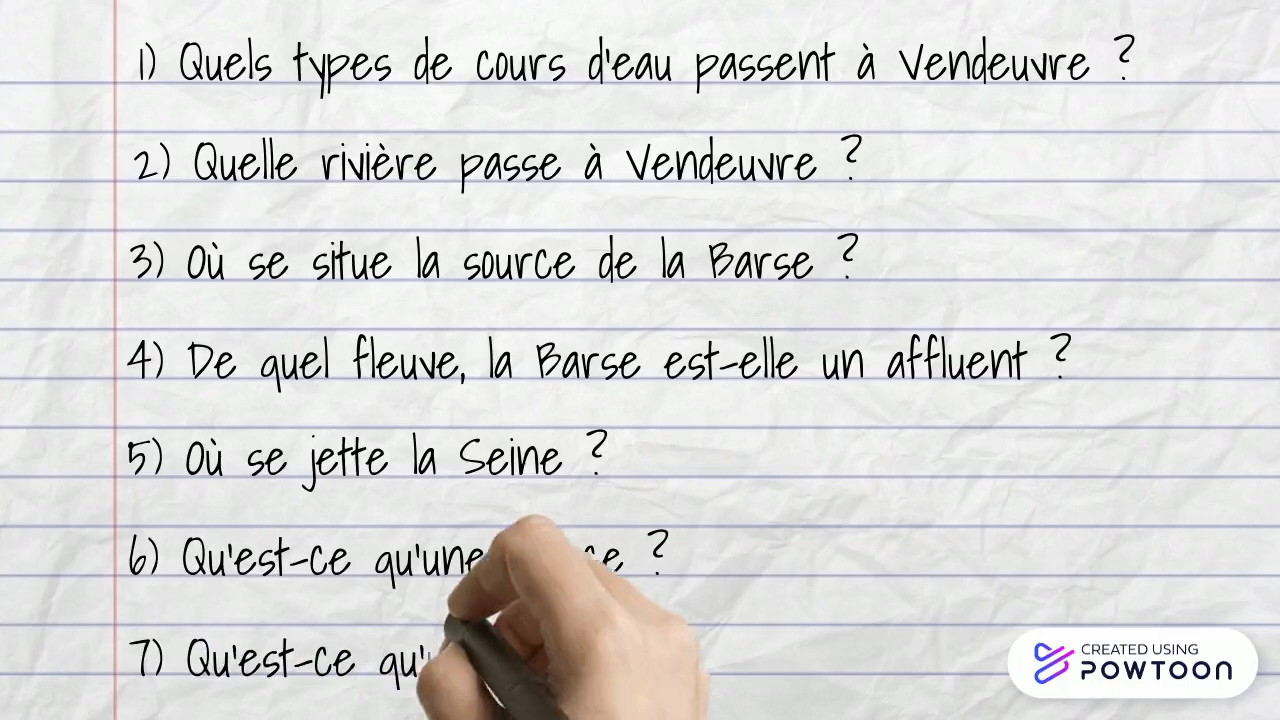 1) Quels types de cours d'eau passent à Vendeuvre ?
2) Quelle rivière passe à Vendeuvre ?
3) Où se situe la source de la Barse ?
4) De quel fleuve, la Barse est-elle un affluent ?
5) Où se jette la Seine ?
6) Qu'est-ce qu'une ?
7) Qu'est-ce
CREATED USING
POWTOON